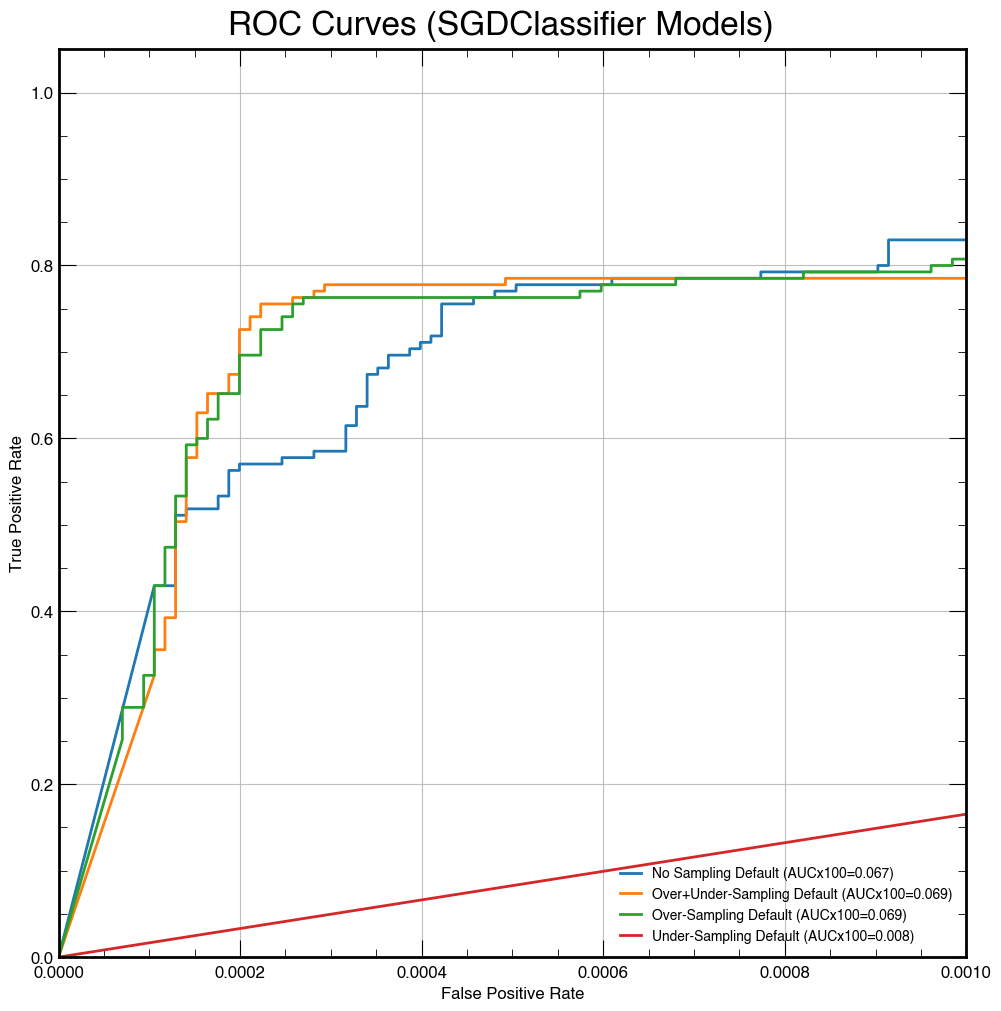 ROC Curves (SGDClassifier Models)
1.0
0.8
0.6
0.4
0.2
0.0
True Positive Rate
No Sampling Default (AUCx100=0.067)
Over+Under-Sampling Default (AUCx100=0.069)
Over-Sampling Default (AUCx100=0.069)
Under-Sampling Default (AUCx100=0.008)
0.0000 0.0002 0.0004 0.0006 0.0008 0.0010
False Positive Rate